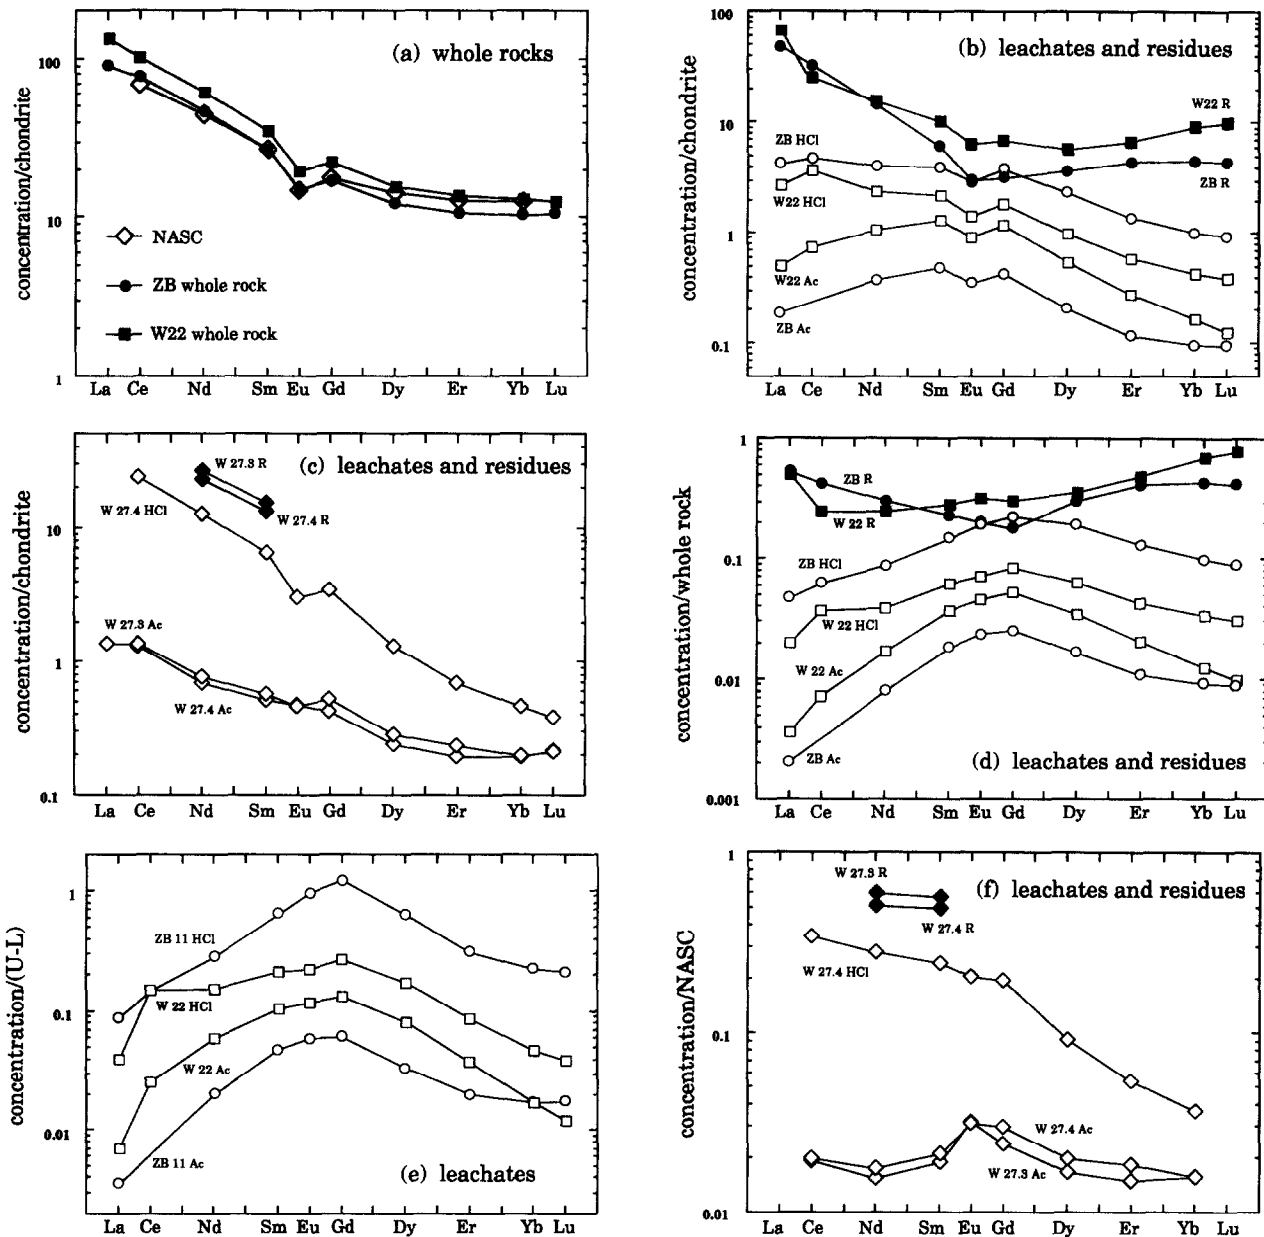 (a) whole rocks
concentration/chondrite
100
10
1
NASC
ZB whole rock
W22 whole rock
La Ce Nd Sm Eu Gd Dy Er Yb Lu
(b) leachates and residues
concentration/chondrite
100
10
1
0.1
W22 R
ZB HCl
ZB R
W22 HCl
W22 Ac
ZB Ac
La Ce Nd Sm Eu Gd Dy Er Yb Lu
(c) leachates and residues
concentration/chondrite
10
1
0.1
W 27.3 R
W 27.4 HCl
W 27.4 R
W 27.3 Ac
W 27.4 Ac
La Ce Nd Sm Eu Gd Dy Er Yb Lu
(d) leachates and residues
concentration/whole rock
1
0.1
0.01
0.001
ZB R
W 22 R
ZB HCl
W 22 HCl
W 22 Ac
ZB Ac
La Ce Nd Sm Eu Gd Dy Er Yb Lu
(e) leachates
concentration/(U-L)
1
0.1
0.01
ZB 11 HCl
W 22 HCl
W 22 Ac
ZB 11 Ac
La Ce Nd Sm Eu Gd Dy Er Yb Lu
(f) leachates and residues
concentration/NASC
1
0.1
0.01
W 27.3 R
W 27.4 R
W 27.4 HCl
W 27.4 Ac
W 27.3 Ac
La Ce Nd Sm Eu Gd Dy Er Yb Lu